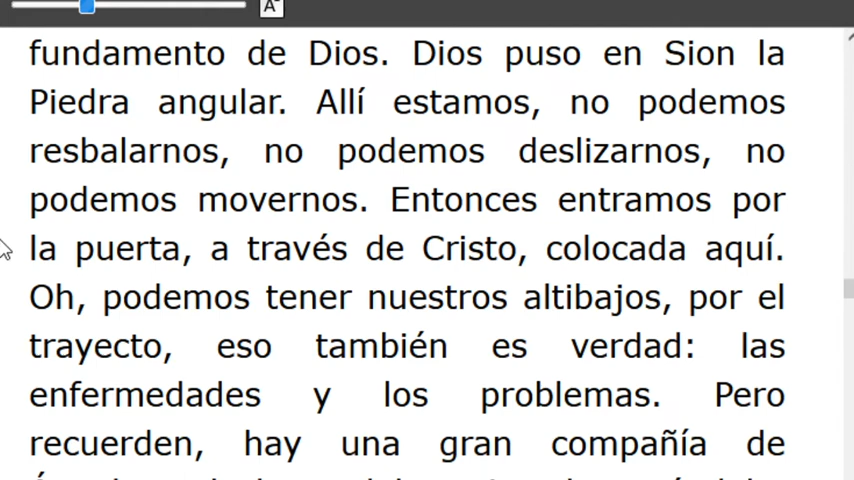 A
fundamento de Dios. Dios puso en Sion la
Piedra angular. Allí estamos, no podemos
resbalarnos, no podemos deslizarnos, no
podemos movernos. Entonces entramos por
la puerta, a través de Cristo, colocada aquí.
Oh, podemos tener nuestros altibajos, por el
trayecto, eso también es verdad: las
enfermedades y los problemas. Pero
recuerden, hay una gran compañía de